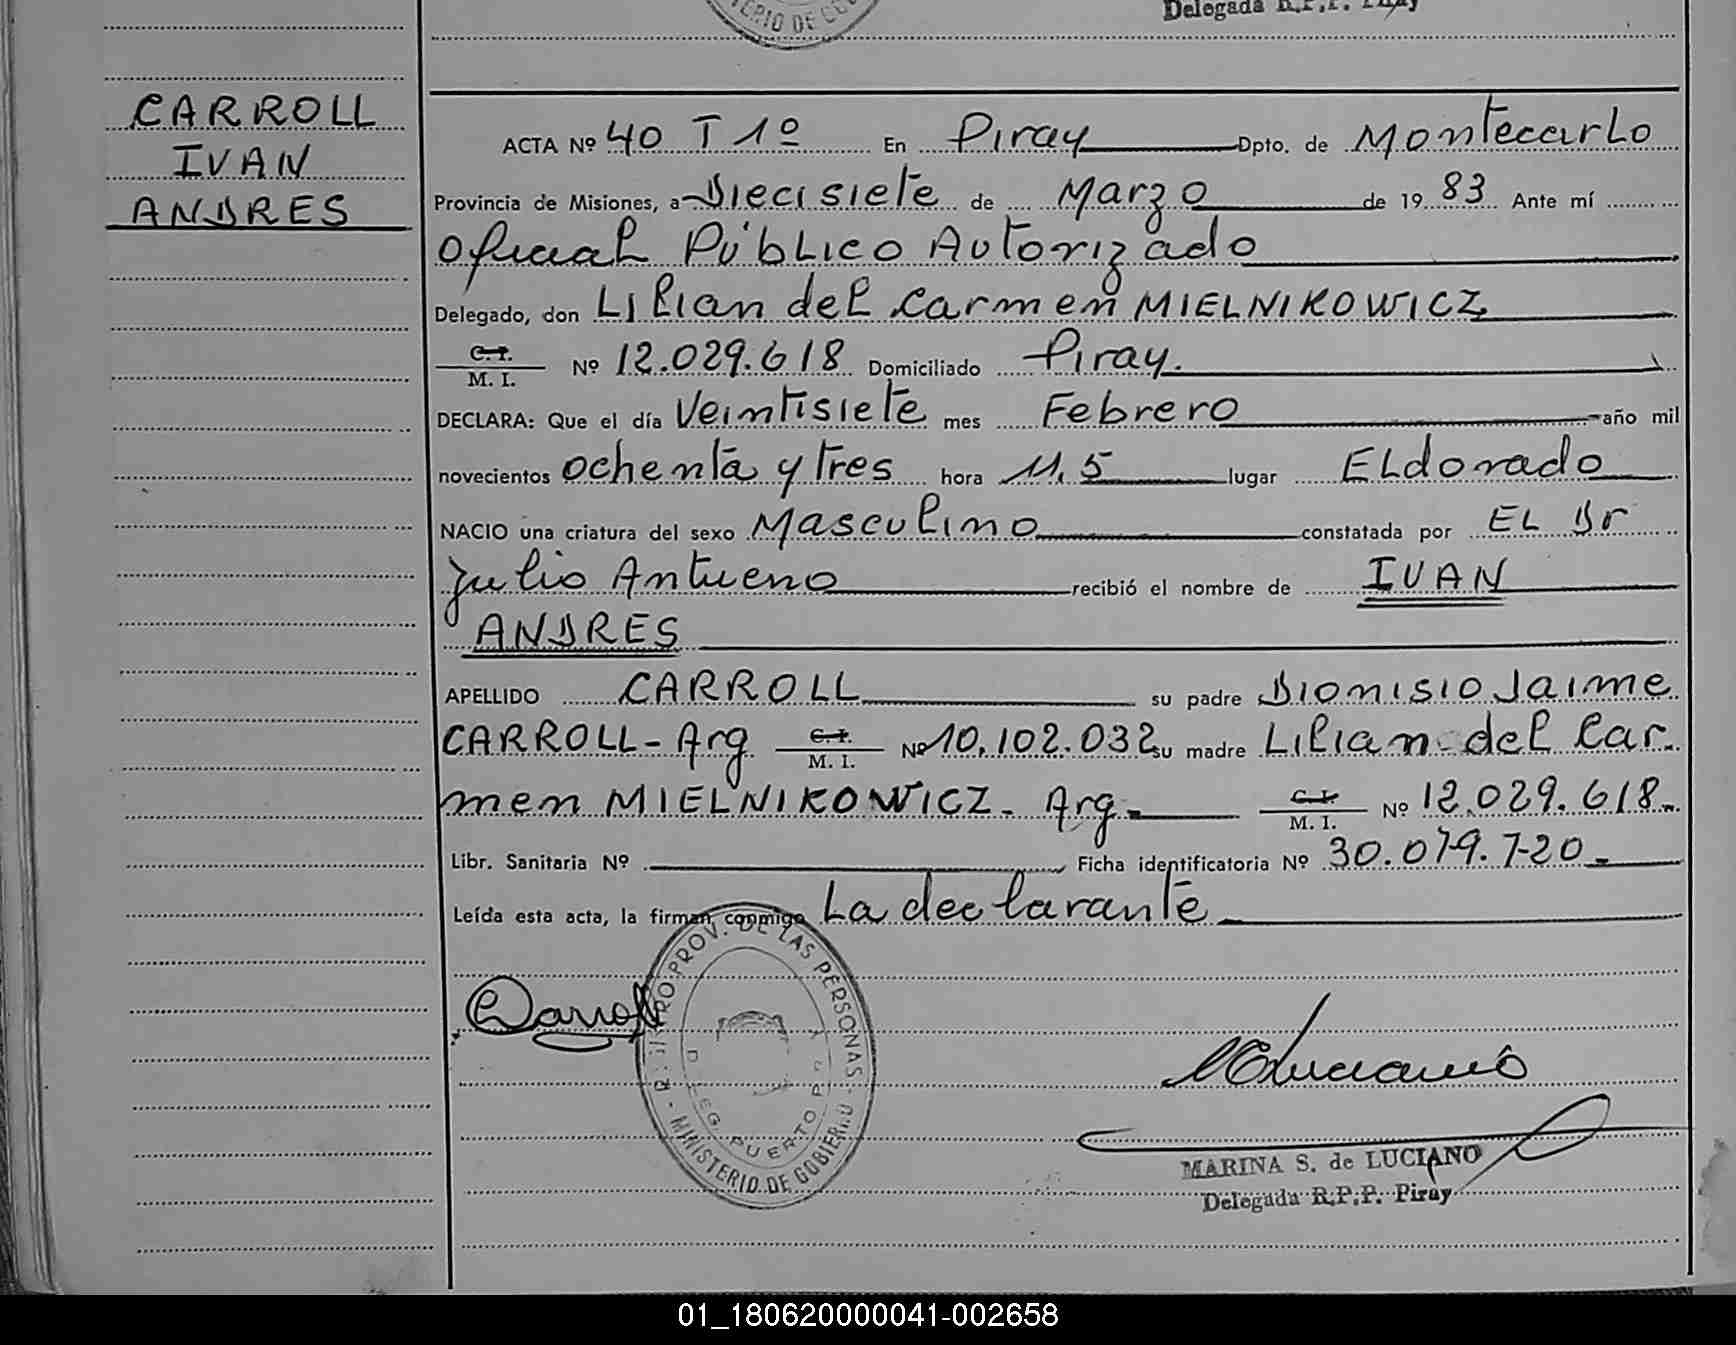 Delegada R.P.P. Piray
CARROLL
IVAN
ANDRES
ACTA Nº 40 T 1º En Piray Dpto. de Montecarlo
Provincia de Misiones, a Diecisiete de Marzo de 19 83 Ante mí
Oficial Público Autorizado
Delegado, don Lilian del Carmen MIELNIKOWICZ
C.I.
M. I. Nº 12.029.618 Domiciliado Piray.
DECLARA: Que el día Veintisiete mes Febrero año mil
novecientos ochenta y tres hora 11,5 lugar ELdorado
NACIO una criatura del sexo Masculino constatada por EL Dr
Julio Antueno recibió el nombre de IVAN
ANDRES
APELLIDO CARROLL su padre Dionisio Jaime
CARROLL - Arg C.I. M. I. Nº 10.102.032 su madre Lilian del Car
men MIELNIKOWICZ - Arg - C.I. M. I. Nº 12.029.618 -
Libr. Sanitaria Nº Ficha identificatoria Nº 30.079.720 -
Leída esta acta, la firman conmigo La declarante
PROV. DE LAS PERSONAS - MINISTERIO DE GOBIERNO - R
DELEG. PUERTO
MARINA S. de LUCIANO
Delegada R.P.P. Piray
01_180620000041-002658